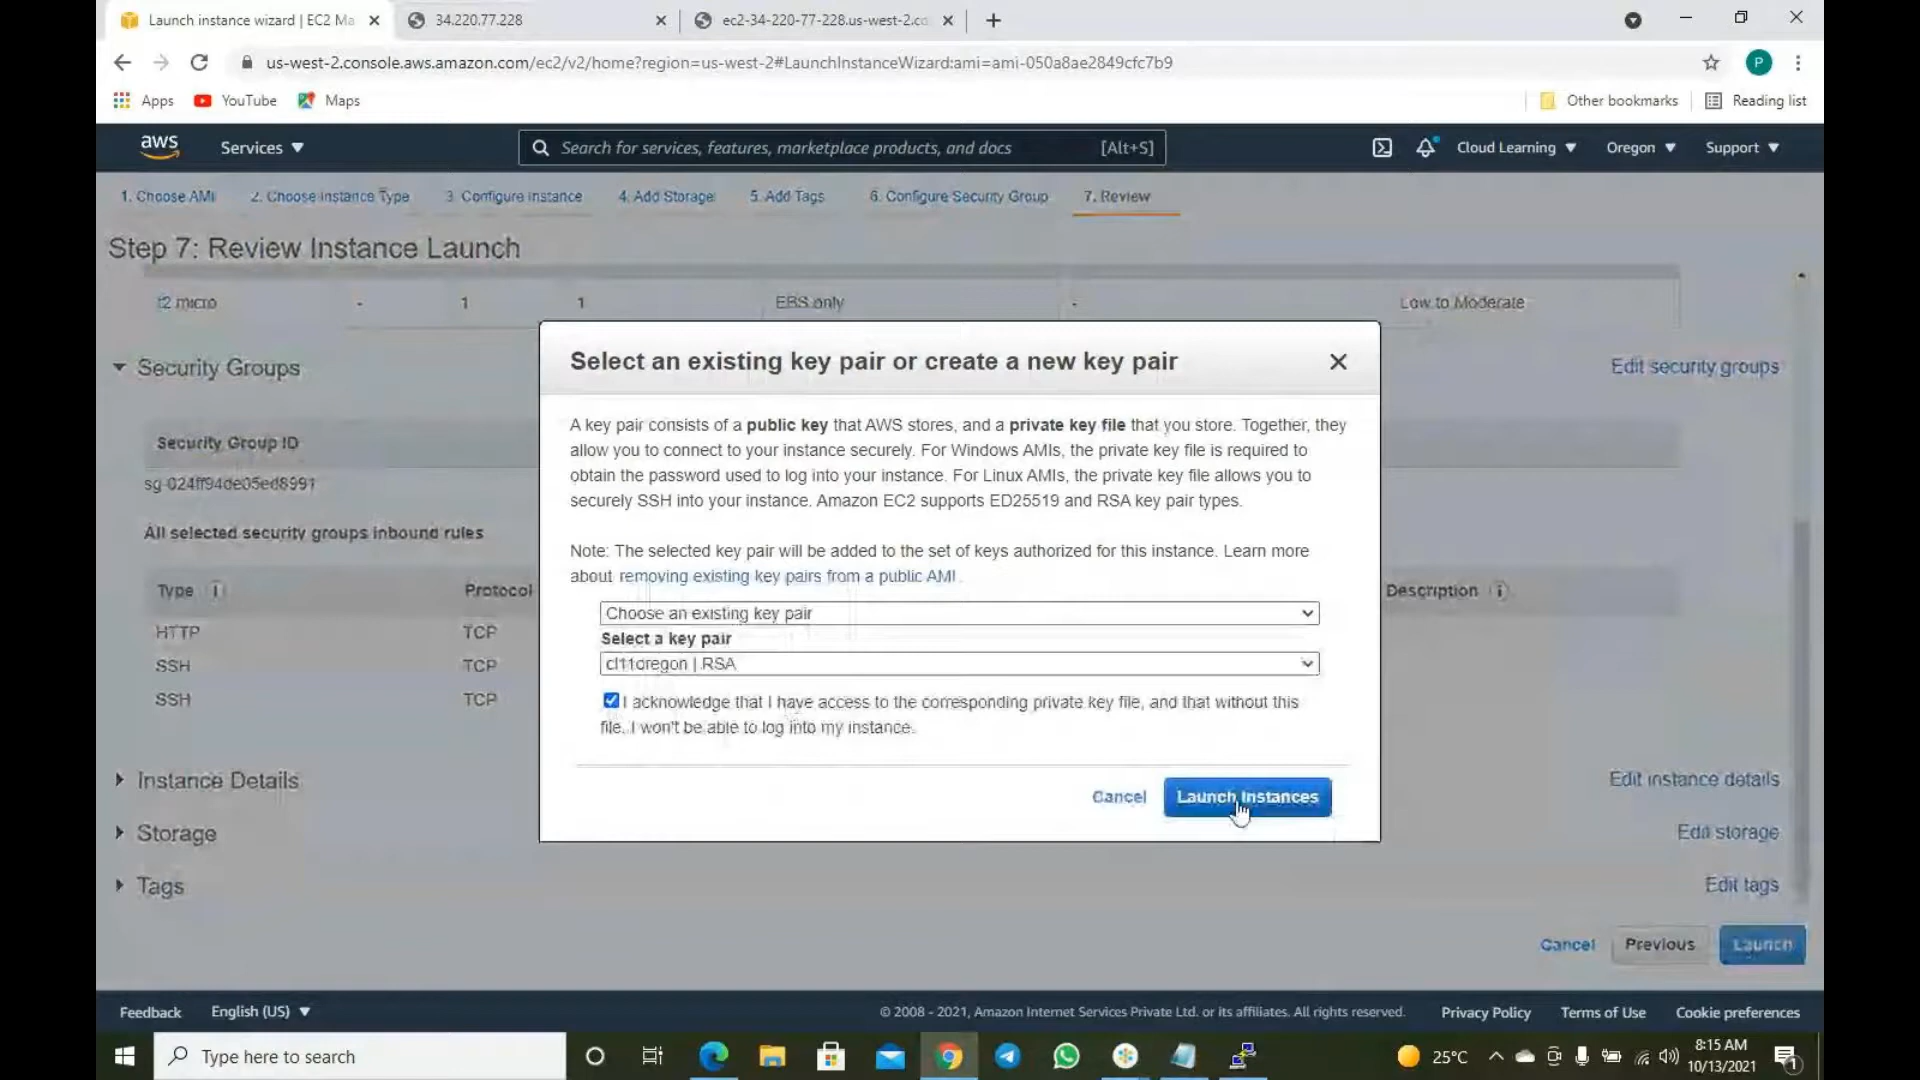 Launch instance wizard | EC2 Ma
34.220.77.228
ec2-34-220-77-228.us-west-2.co
us-west-2.console.aws.amazon.com/ec2/v2/home?region=us-west-2#LaunchInstanceWizard:ami=ami-050a8ae2849cfc7b9
P
Apps YouTube Maps Other bookmarks Reading list
aws Services Search for services, features, marketplace products, and docs [Alt+S] Cloud Learning Oregon Support
1. Choose AMI 2. Choose Instance Type 3. Configure Instance 4. Add Storage 5. Add Tags 6. Configure Security Group 7. Review
Step 7: Review Instance Launch
t2.micro - 1 1 EBS only - Low to Moderate
Security Groups Edit security groups
Security Group ID
sg-024ff94de05ed8991
All selected security groups inbound rules
Type i Protocol Description i
HTTP TCP
SSH TCP
SSH TCP
Select an existing key pair or create a new key pair
A key pair consists of a public key that AWS stores, and a private key file that you store. Together, they
allow you to connect to your instance securely. For Windows AMIs, the private key file is required to
obtain the password used to log into your instance. For Linux AMIs, the private key file allows you to
securely SSH into your instance. Amazon EC2 supports ED25519 and RSA key pair types.
Note: The selected key pair will be added to the set of keys authorized for this instance. Learn more
about removing existing key pairs from a public AMI.
Choose an existing key pair
Select a key pair
cl11oregon | RSA
I acknowledge that I have access to the corresponding private key file, and that without this
file, I won't be able to log into my instance.
Cancel Launch Instances
Instance Details Edit instance details
Storage Edit storage
Tags Edit tags
Cancel Previous Launch
Feedback English (US) © 2008 - 2021, Amazon Internet Services Private Ltd. or its affiliates. All rights reserved. Privacy Policy Terms of Use Cookie preferences
Type here to search
25°C
8:15 AM
10/13/2021
1